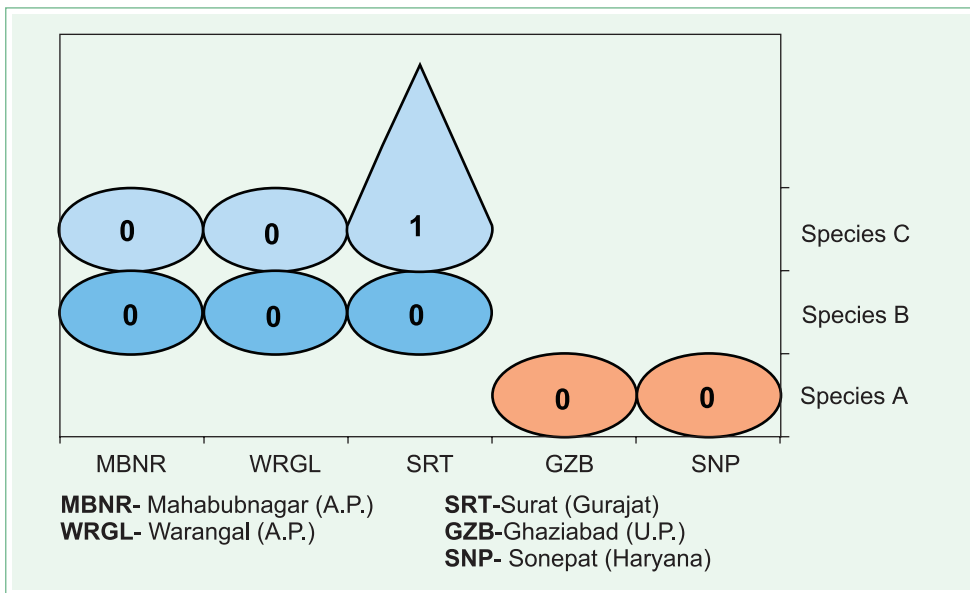 0 0 1 Species C
0 0 0 Species B
0 0 Species A
MBNR WRGL SRT GZB SNP
MBNR- Mahabubnagar (A.P.)
WRGL- Warangal (A.P.)
SRT-Surat (Gurajat)
GZB-Ghaziabad (U.P.)
SNP- Sonepat (Haryana)